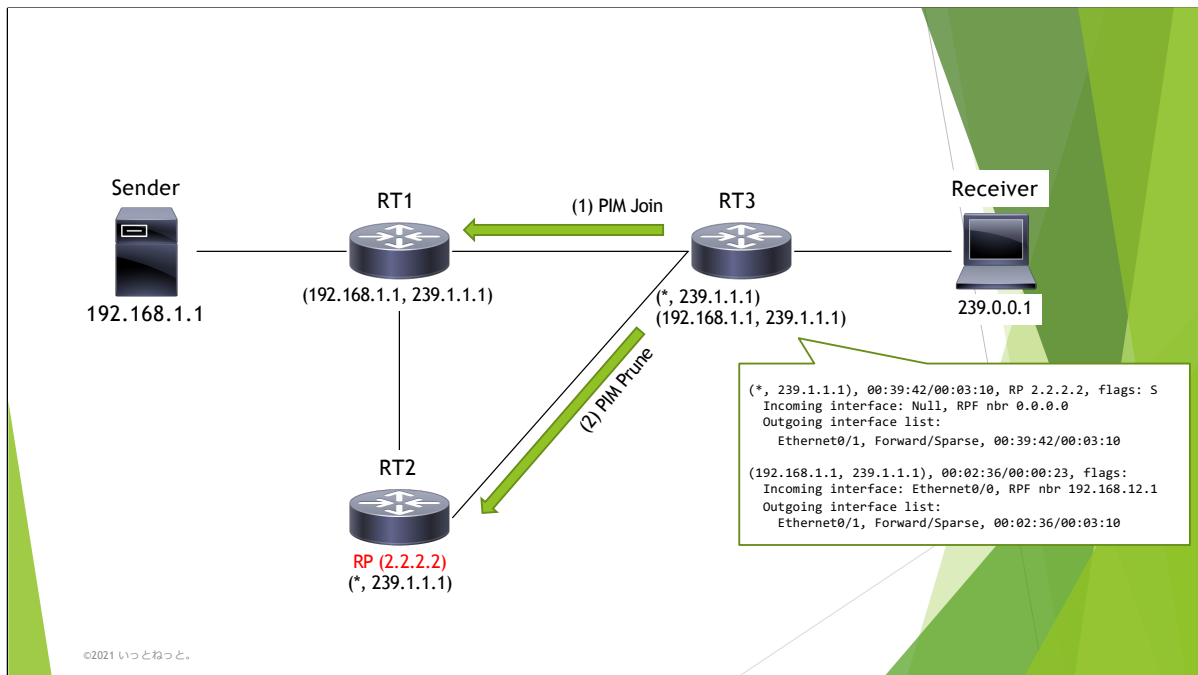 Sender
192.168.1.1
RT1
(192.168.1.1, 239.1.1.1)
(1) PIM Join
RT3
(*, 239.1.1.1)
(192.168.1.1, 239.1.1.1)
Receiver
239.0.0.1
(2) PIM Prune
RT2
RP (2.2.2.2)
(*, 239.1.1.1)
(*, 239.1.1.1), 00:39:42/00:03:10, RP 2.2.2.2, flags: S
Incoming interface: Null, RPF nbr 0.0.0.0
Outgoing interface list:
Ethernet0/1, Forward/Sparse, 00:39:42/00:03:10
(192.168.1.1, 239.1.1.1), 00:02:36/00:00:23, flags:
Incoming interface: Ethernet0/0, RPF nbr 192.168.12.1
Outgoing interface list:
Ethernet0/1, Forward/Sparse, 00:02:36/00:03:10
©2021 いっとねっと。